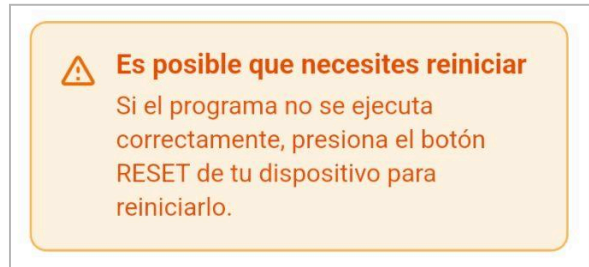 Es posible que necesites reiniciar
Si el programa no se ejecuta
correctamente, presiona el botón
RESET de tu dispositivo para
reiniciarlo.